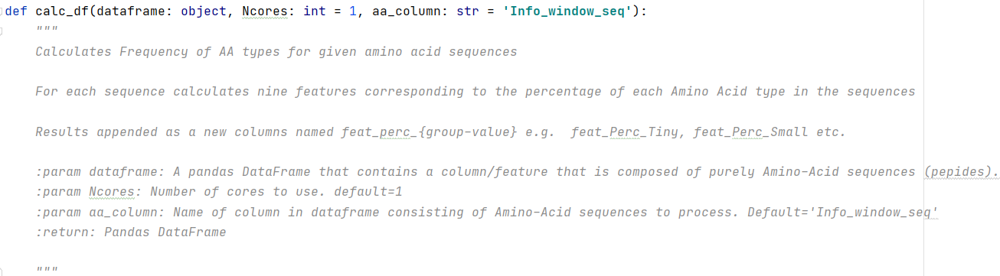 def calc_df(dataframe: object, Ncores: int = 1, aa_column: str = 'Info_window_seq'):
"""
Calculates Frequency of AA types for given amino acid sequences
For each sequence calculates nine features corresponding to the percentage of each Amino Acid type in the sequences
Results appended as a new columns named feat_perc_{group-value} e.g.  feat_Perc_Tiny, feat_Perc_Small etc.
:param dataframe: A pandas DataFrame that contains a column/feature that is composed of purely Amino-Acid sequences (pepides).
:param Ncores: Number of cores to use. default=1
:param aa_column: Name of column in dataframe consisting of Amino-Acid sequences to process. Default='Info_window_seq'
:return: Pandas DataFrame
"""